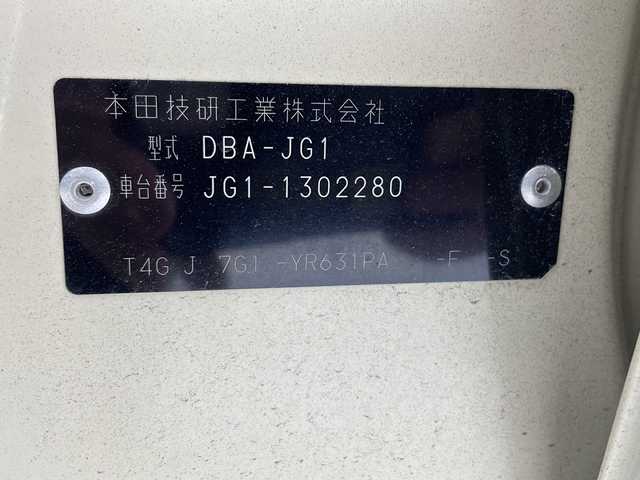 本田技研工業株式会社
型式 DBA-JG1
車台番号 JG1-1302280
T4G J 7G1 -YR631PA -F -S